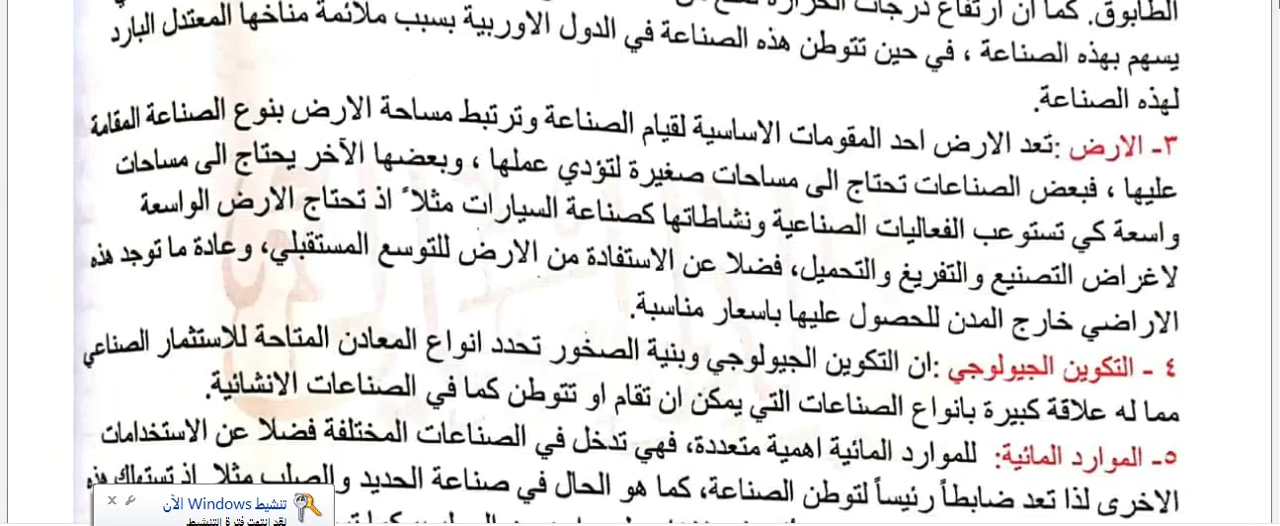 الطابوق. كما ان ارتفاع درجات الحرارة
يسهم بهذه الصناعة ، في حين تتوطن هذه الصناعة في الدول الاوربية بسبب ملائمة مناخها المعتدل البارد
لهذه الصناعة.
٣- الارض :تعد الارض احد المقومات الاساسية لقيام الصناعة وترتبط مساحة الارض بنوع الصناعة المقامة
عليها ، فبعض الصناعات تحتاج الى مساحات صغيرة لتؤدي عملها ، وبعضها الآخر يحتاج الى مساحات
واسعة كي تستوعب الفعاليات الصناعية ونشاطاتها كصناعة السيارات مثلا ً اذ تحتاج الارض الواسعة
لاغراض التصنيع والتفريغ والتحميل، فضلا عن الاستفادة من الارض للتوسع المستقبلي، وعادة ما توجد هذه
الاراضي خارج المدن للحصول عليها باسعار مناسبة.
٤ - التكوين الجيولوجي :ان التكوين الجيولوجي وبنية الصخور تحدد انواع المعادن المتاحة للاستثمار الصناعي
مما له علاقة كبيرة بانواع الصناعات التي يمكن ان تقام او تتوطن كما في الصناعات الانشائية.
٥- الموارد المائية: للموارد المائية اهمية متعددة، فهي تدخل في الصناعات المختلفة فضلا عن الاستخدامات
الاخرى لذا تعد ضابطاً رئيساً لتوطن الصناعة، كما هو الحال في صناعة الحديد والصلب مثلا اذ تستهلك هذه
تنشيط Windows الآن
لقد انتهت فترة التنشيط